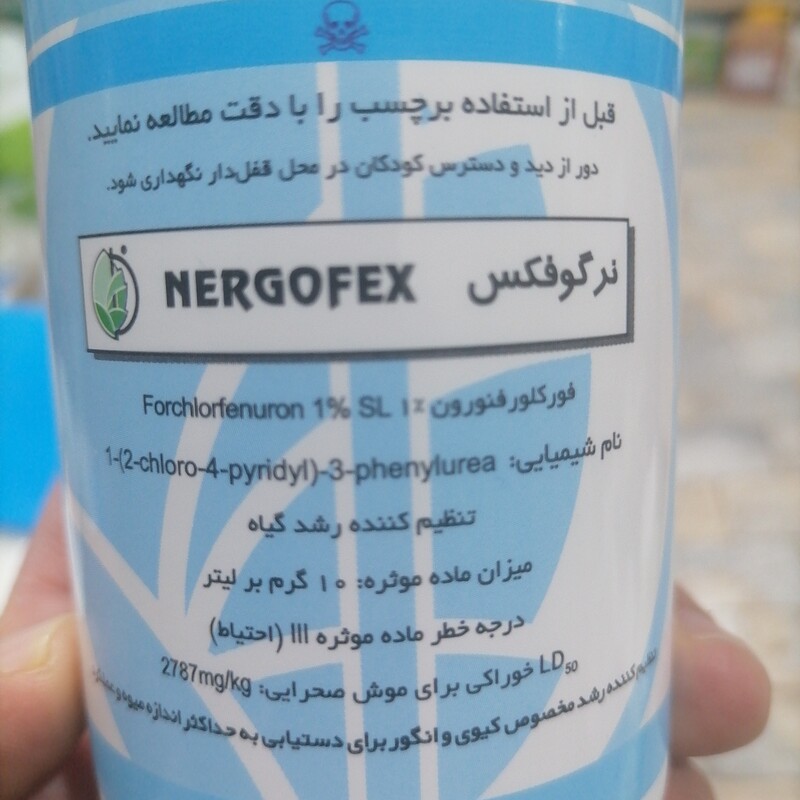 قبل از استفاده برچسب را با دقت مطالعه نمایید.
دور از دید و دسترس کودکان در محل قفل‌دار نگهداری شود.
نرگوفکس NERGOFEX
فورکلورفنورون ۱٪ Forchlorfenuron 1% SL
نام شیمیایی: 1-(2-chloro-4-pyridyl)-3-phenylurea
تنظیم کننده رشد گیاه
میزان ماده موثره: ۱۰ گرم بر لیتر
درجه خطر ماده موثره III (احتیاط)
LD50 خوراکی برای موش صحرایی: 2787mg/kg
تنظیم کننده رشد مخصوص کیوی و انگور برای دستیابی به حداکثر اندازه میوه و